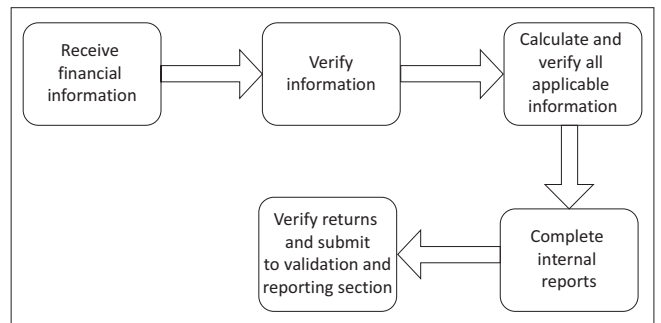 Receive
financial
information
Verify
information
Calculate and
verify all
applicable
information
Complete
internal
reports
Verify returns
and submit
to validation and
reporting section